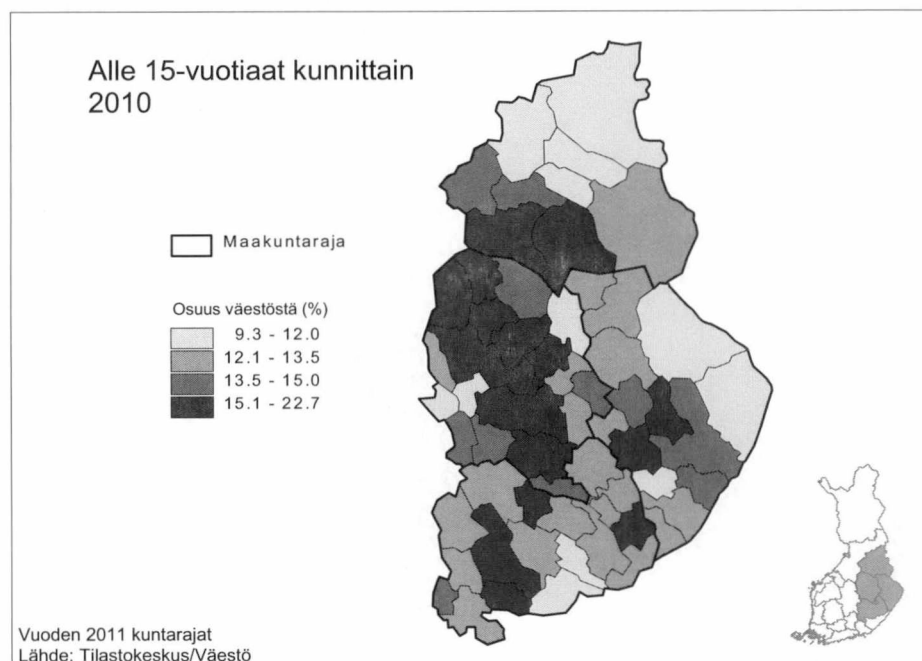 Alle 15-vuotiaat kunnittain
2010
Maakuntaraja
Osuus väestöstä (%)
9.3 - 12.0
12.1 - 13.5
13.5 - 15.0
15.1 - 22.7
Vuoden 2011 kuntarajat
Lähde: Tilastokeskus/Väestö